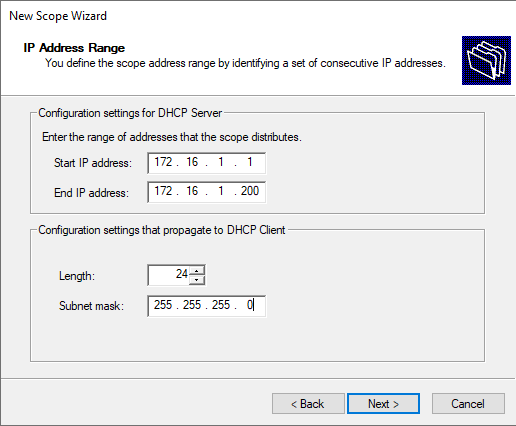 New Scope Wizard
IP Address Range
You define the scope address range by identifying a set of consecutive IP addresses.
Configuration settings for DHCP Server
Enter the range of addresses that the scope distributes.
Start IP address: 172 . 16 . 1 . 1
End IP address: 172 . 16 . 1 . 200
Configuration settings that propagate to DHCP Client
Length: 24
Subnet mask: 255 . 255 . 255 . 0
< Back Next > Cancel